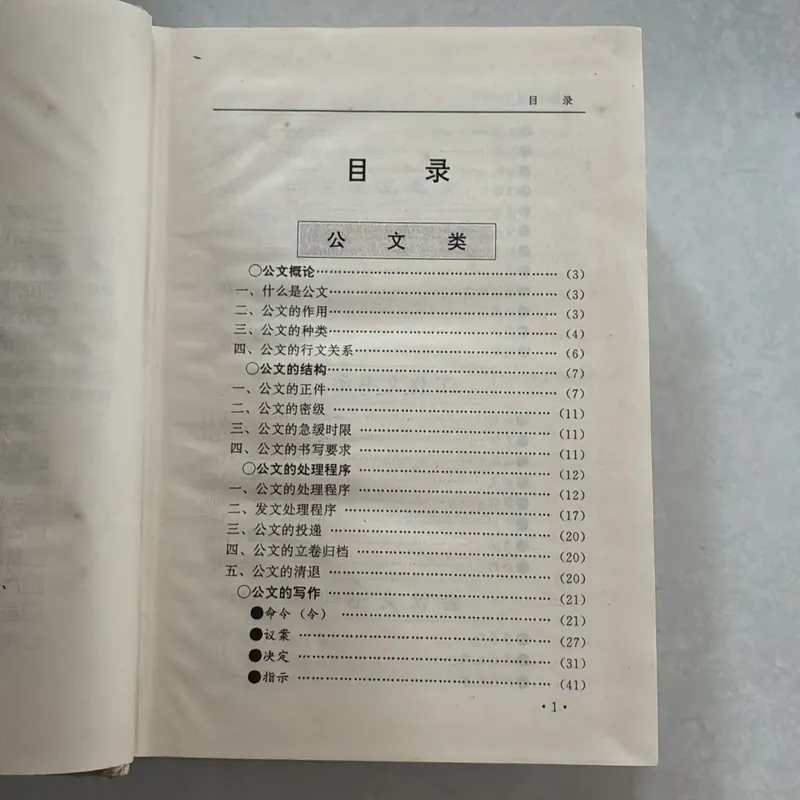 目 录
目 录
公 文 类
○公文概论……………………………………(3)
一、什么是公文……………………………………(3)
二、公文的作用……………………………………(3)
三、公文的种类……………………………………(4)
四、公文的行文关系……………………………………(6)
○公文的结构……………………………………(7)
一、公文的正件……………………………………(7)
二、公文的密级……………………………………(11)
三、公文的急缓时限……………………………………(11)
四、公文的书写要求……………………………………(11)
○公文的处理程序……………………………………(12)
一、公文的处理程序……………………………………(12)
二、发文处理程序……………………………………(17)
三、公文的投递……………………………………(20)
四、公文的立卷归档……………………………………(20)
五、公文的清退……………………………………(20)
○公文的写作……………………………………(21)
●命令（令）……………………………………(21)
●议案……………………………………(27)
●决定……………………………………(31)
●指示……………………………………(41)
·1·